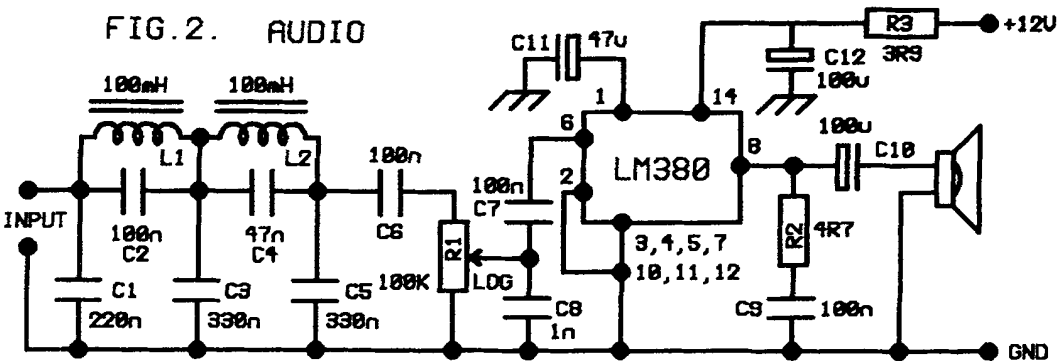 FIG.2. AUDIO
+12V
R3
3R9
C11
47u
C12
100u
100mH
100mH
L1
L2
1
14
6
8
2
LM380
100u
C10
100n
100n
C7
INPUT
100n
C2
47n
C4
C6
R1
100K
LOG
3,4,5,7
10,11,12
R2
4R7
C1
220n
C3
330n
C5
330n
C8
1n
C9
100n
GND